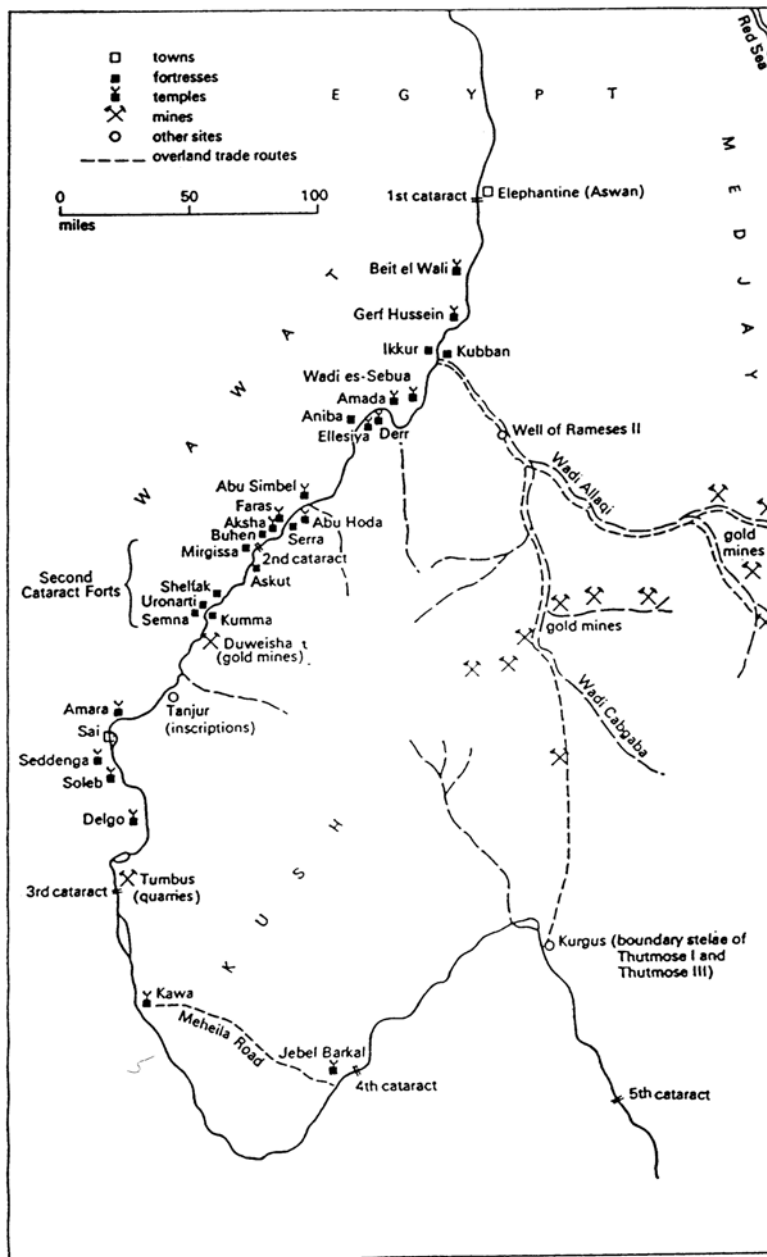 towns
fortresses
temples
mines
other sites
overland trade routes
0 50 100
miles
Red Sea
E G Y P T
M E D J A Y
W A W A T
K U S H
1st cataract
Elephantine (Aswan)
Beit el Wali
Gerf Hussein
Ikkur
Kubban
Wadi es-Sebua
Amada
Aniba
Ellesiya
Derr
Well of Rameses II
Wadi Allaqi
gold
mines
Abu Simbel
Faras
Aksha
Buhen
Mirgissa
Abu Hoda
Serra
2nd cataract
Askut
Second
Cataract Forts
Shelfak
Uronarti
Semna
Kumma
gold mines
Duweisha
(gold mines)
Wadi Cabgaba
Tanjur
(inscriptions)
Amara
Sai
Seddenga
Soleb
Delgo
3rd cataract
Tumbus
(quarries)
Kurgus (boundary stelae of
Thutmose I and
Thutmose III)
Kawa
Meheila Road
Jebel Barkal
4th cataract
5th cataract